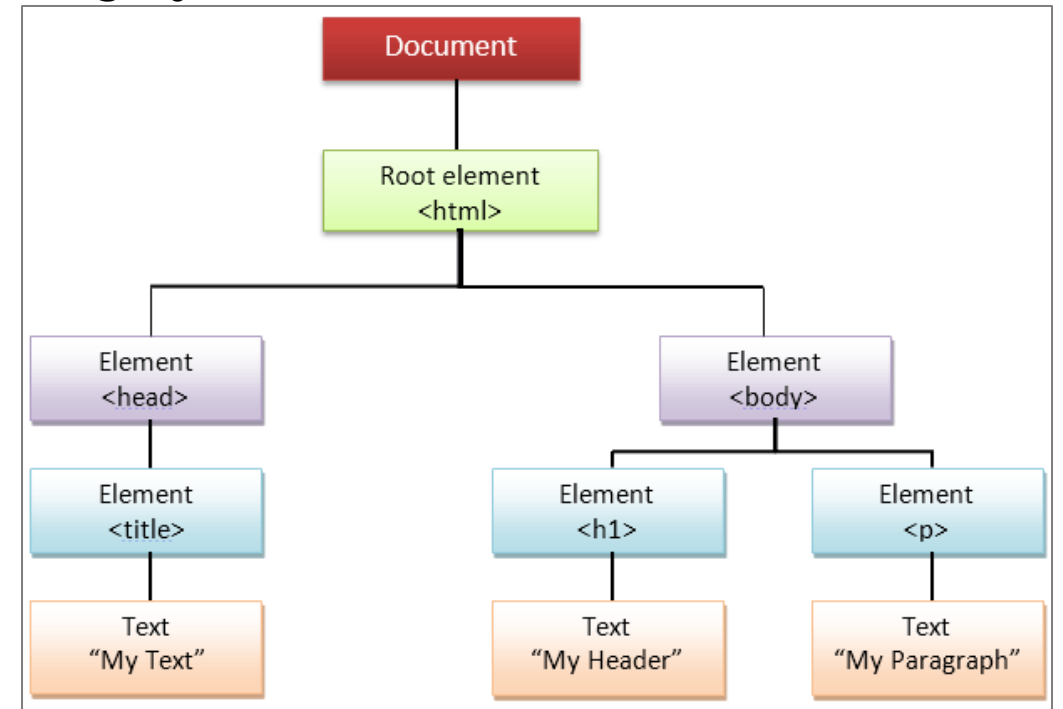 Document
Root element
<html>
Element
<head>
Element
<body>
Element
<title>
Element
<h1>
Element
<p>
Text
“My Text”
Text
“My Header”
Text
“My Paragraph”